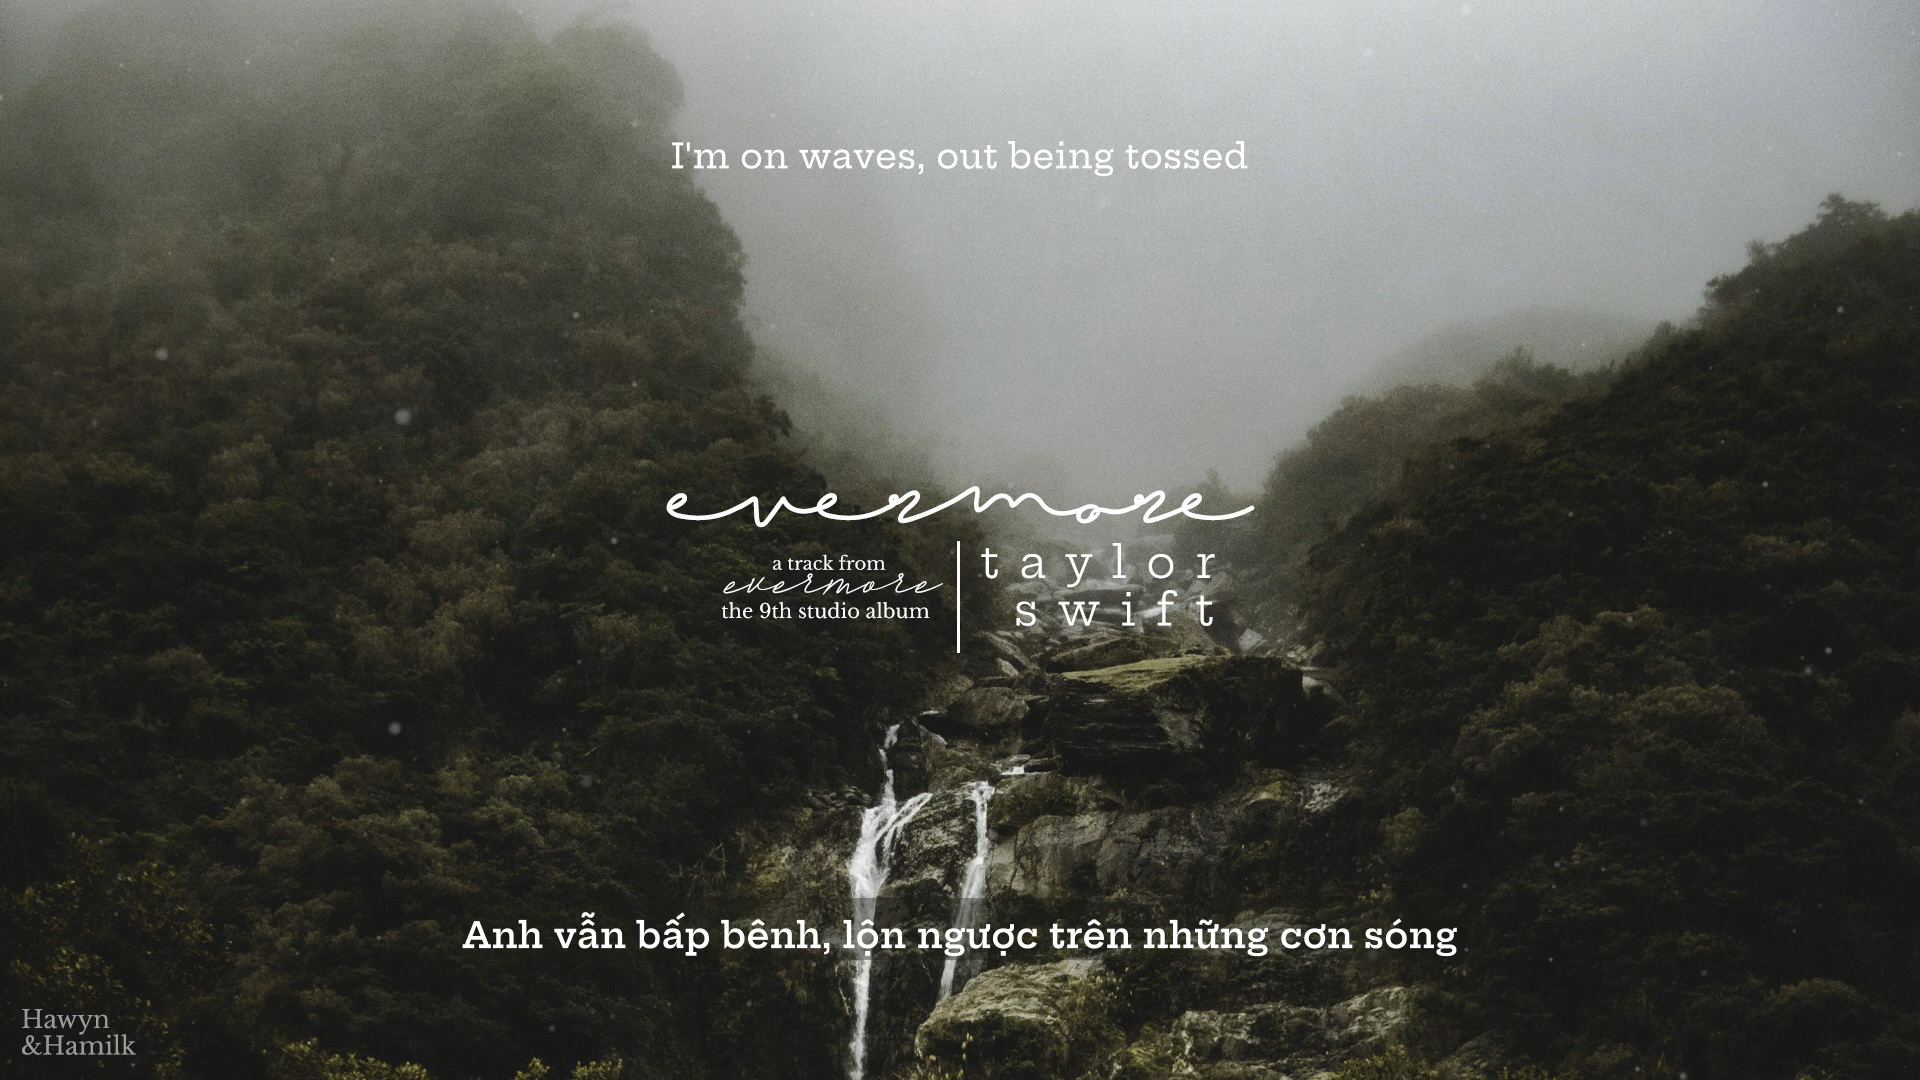 I'm on waves, out being tossed
evermore
a track from
evermore
the 9th studio album
taylor
swift
Anh vẫn bấp bênh, lộn ngược trên những cơn sóng
Hawyn
&Hamilk